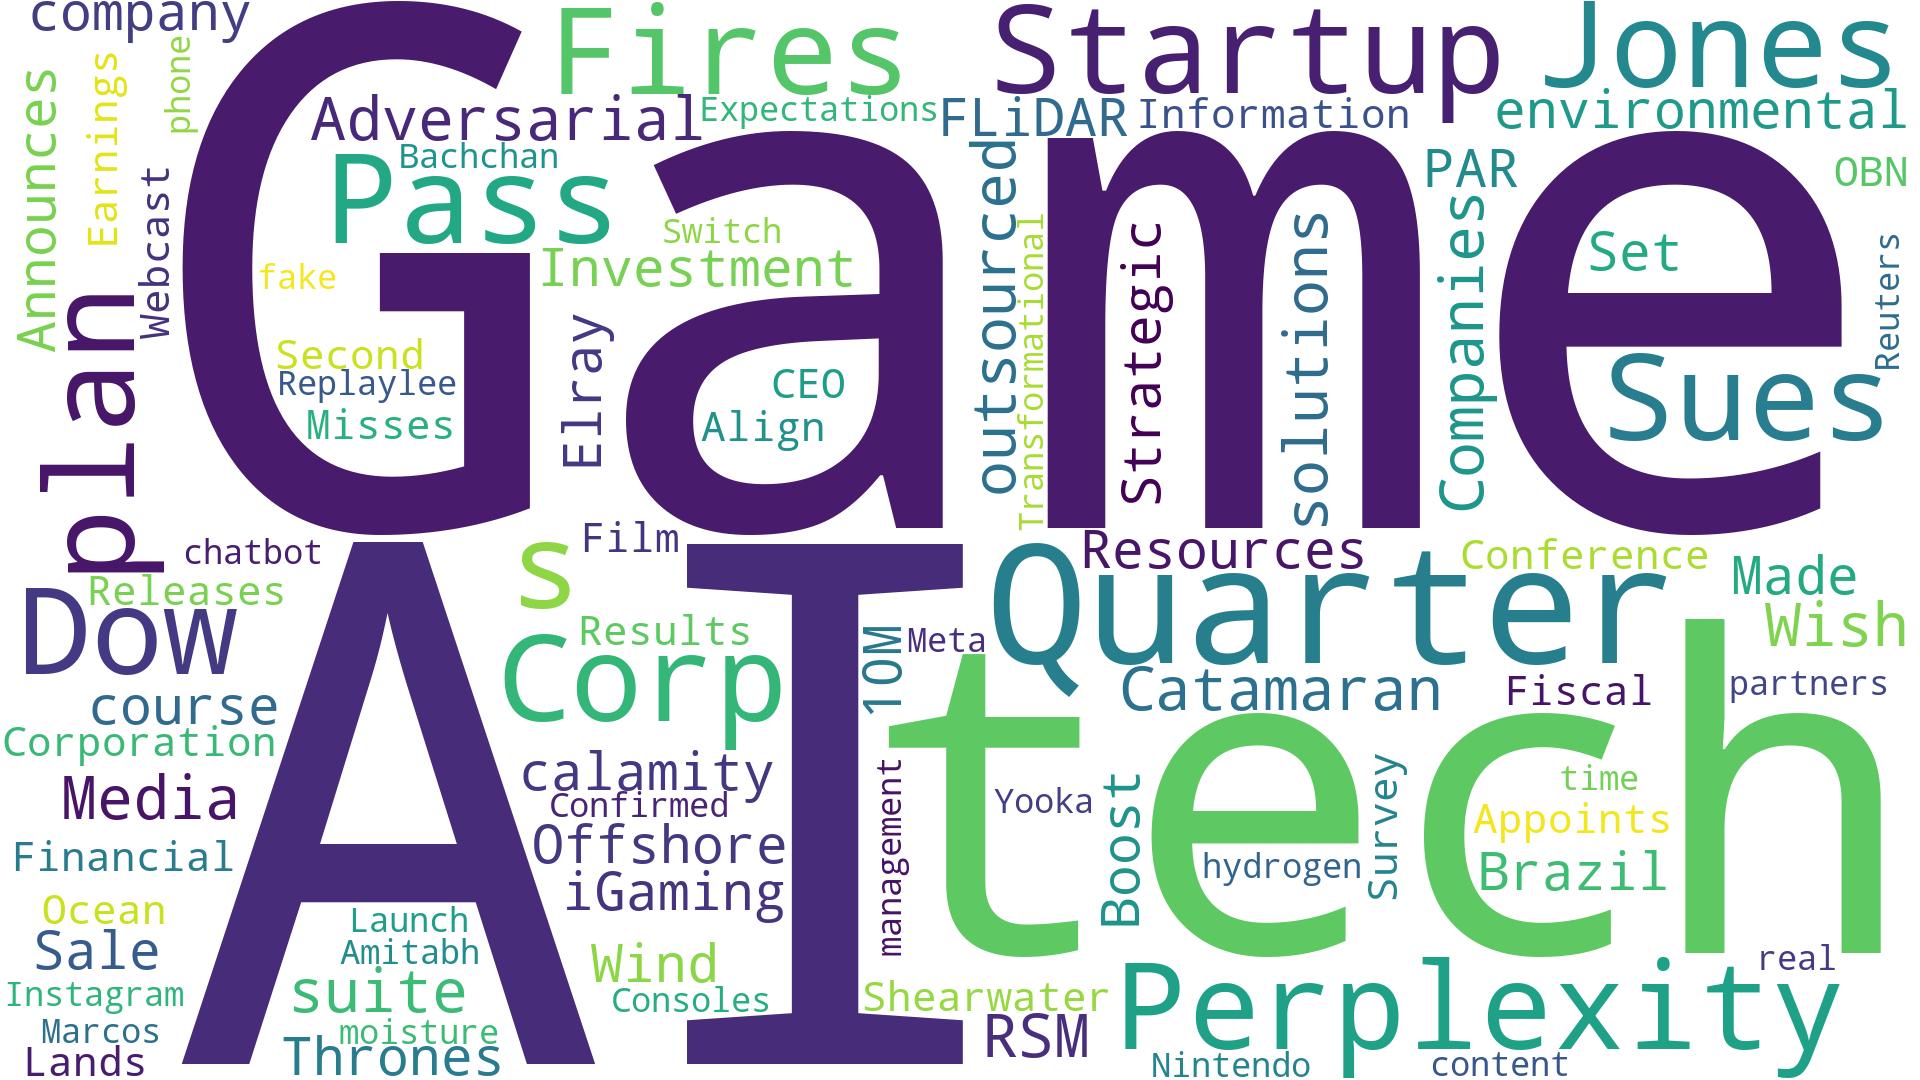 company
Fires
Startup
Jones
phone
Announces
Earnings
Adversarial
Expectations
FLiDAR
Information
environmental
Game
Bachchan
Pass
outsourced
PAR
OBN
Webcast
Switch
Transformational
Strategic
solutions
Companies
Set
Reuters
fake
Investment
plan
Second
Replaylee
Misses
Elray
CEO
Align
Sues
chatbot
Film
Resources
Conference
Made
Releases
Dow
s
Quarter
Wish
AI
Results
Corp
10M
Meta
tech
Catamaran
Fiscal
partners
course
Corporation
Media
calamity
Confirmed
management
Yooka
Boost
Survey
time
Appoints
Financial
Offshore
hydrogen
Brazil
iGaming
Ocean
Launch
Sale
Amitabh
Wind
real
Instagram
suite
Consoles
Shearwater
Perplexity
Marcos
moisture
RSM
Lands
Thrones
Nintendo
content